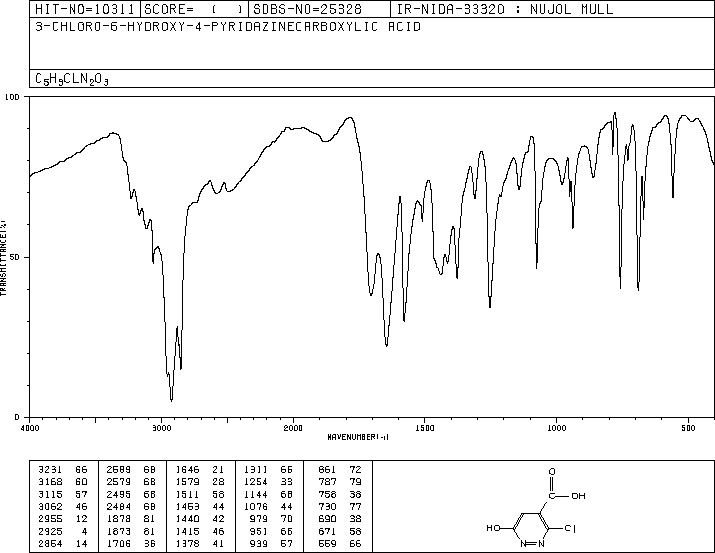 HIT-NO=10311 SCORE= ( ) SDBS-NO=25328 IR-NIDA-33320 : NUJOL MULL
3-CHLORO-6-HYDROXY-4-PYRIDAZINECARBOXYLIC ACID
C5H3CLN2O3
100
50
0
TRANSMITTANCE(%)
4000 3000 2000 1500 1000 500
WAVENUMBER(-1)
3231 66 2589 68 1646 21 1311 66 861 72
3168 60 2579 68 1579 28 1254 33 787 79
3115 57 2495 68 1511 58 1144 68 758 38
3062 46 2484 68 1463 44 1076 44 730 77
2955 12 1878 81 1440 42 979 70 690 38
2925 4 1873 81 1415 46 951 66 671 58
2854 14 1706 36 1378 41 939 57 559 66
O
C OH
HO N N Cl